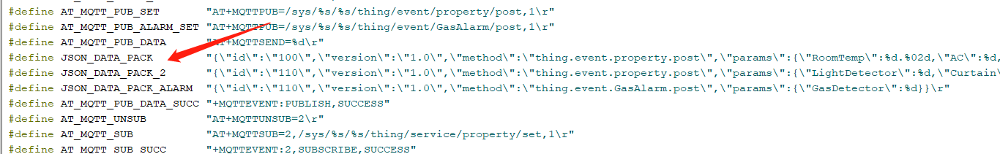 #define AT_MQTT_PUB_SET "AT+MQTTPUB=/sys/%s/%s/thing/event/property/post,1\r"
#define AT_MQTT_PUB_ALARM_SET "AT+MQTTPUB=/sys/%s/%s/thing/event/GasAlarm/post,1\r"
#define AT_MQTT_PUB_DATA "AT+MQTTSEND=%d\r"
#define JSON_DATA_PACK "{\"id\":\"100\",\"version\":\"1.0\",\"method\":\"thing.event.property.post\",\"params\":{\"RoomTemp\":%d.%02d,\"AC\":%d,
#define JSON_DATA_PACK_2 "{\"id\":\"110\",\"version\":\"1.0\",\"method\":\"thing.event.property.post\",\"params\":{\"LightDetector\":%d,\"Curtain\
#define JSON_DATA_PACK_ALARM "{\"id\":\"110\",\"version\":\"1.0\",\"method\":\"thing.event.GasAlarm.post\",\"params\":{\"GasDetector\":%d}}\r"
#define AT_MQTT_PUB_DATA_SUCC "+MQTTEVENT:PUBLISH,SUCCESS"
#define AT_MQTT_UNSUB "AT+MQTTUNSUB=2\r"
#define AT_MQTT_SUB "AT+MQTTSUB=2,/sys/%s/%s/thing/service/property/set,1\r"
#define AT_MQTT_SUB_SUCC "+MQTTEVENT:2,SUBSCRIBE,SUCCESS"